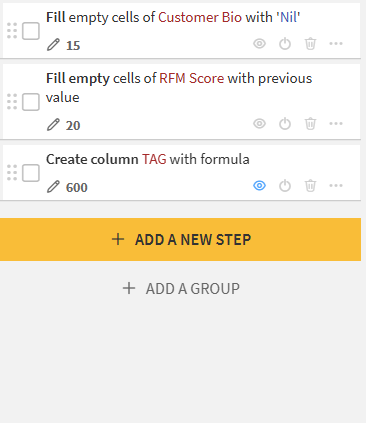 Fill empty cells of Customer Bio with 'Nil'
15
Fill empty cells of RFM Score with previous
value
20
Create column TAG with formula
600
+ ADD A NEW STEP
+ ADD A GROUP